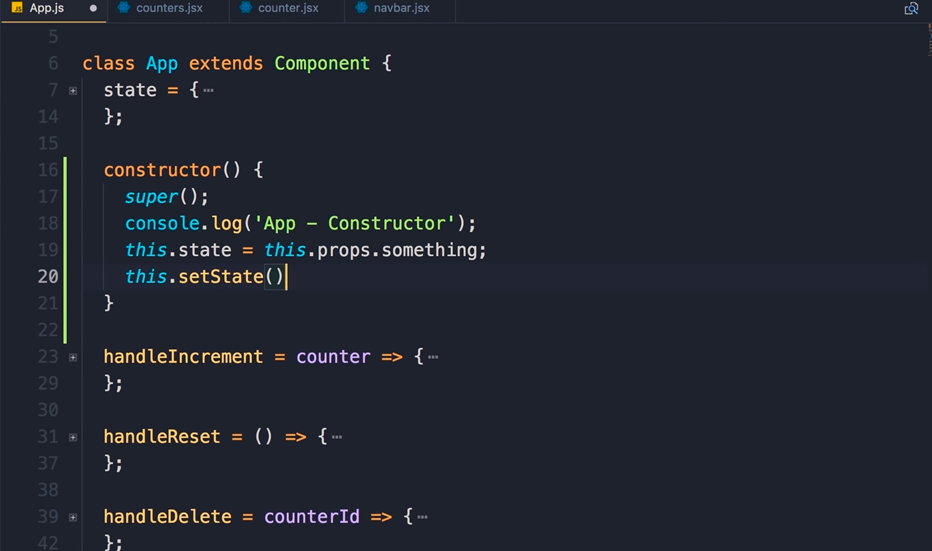 JS App.js ● counters.jsx counter.jsx navbar.jsx
5
6 class App extends Component {
7 state = {⋯
14 };
15
16 constructor() {
17 super();
18 console.log('App – Constructor');
19 this.state = this.props.something;
20 this.setState()
21 }
22
23 handleIncrement = counter => {⋯
29 };
30
31 handleReset = () => {⋯
37 };
38
39 handleDelete = counterId => {⋯
42 };